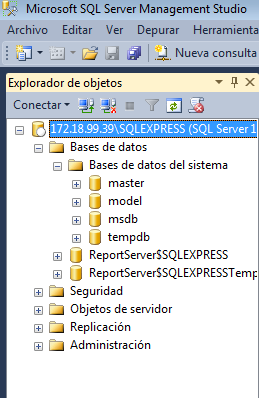 Microsoft SQL Server Management Studio
Archivo Editar Ver Depurar Herramienta
Nueva consulta
Explorador de objetos
Conectar
172.18.99.39\SQLEXPRESS (SQL Server 1
Bases de datos
Bases de datos del sistema
master
model
msdb
tempdb
ReportServer$SQLEXPRESS
ReportServer$SQLEXPRESSTemp
Seguridad
Objetos de servidor
Replicación
Administración